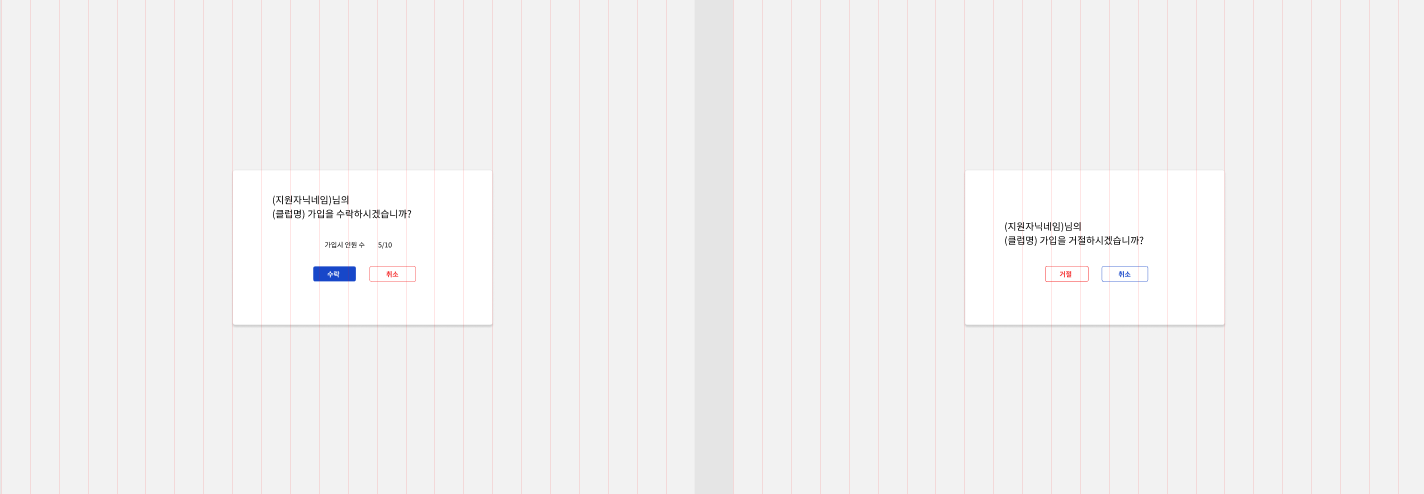 (지원자닉네임)님의
(클럽명) 가입을 수락하시겠습니까?
가입시 인원 수 5/10
수락 취소
(지원자닉네임)님의
(클럽명) 가입을 거절하시겠습니까?
거절 취소